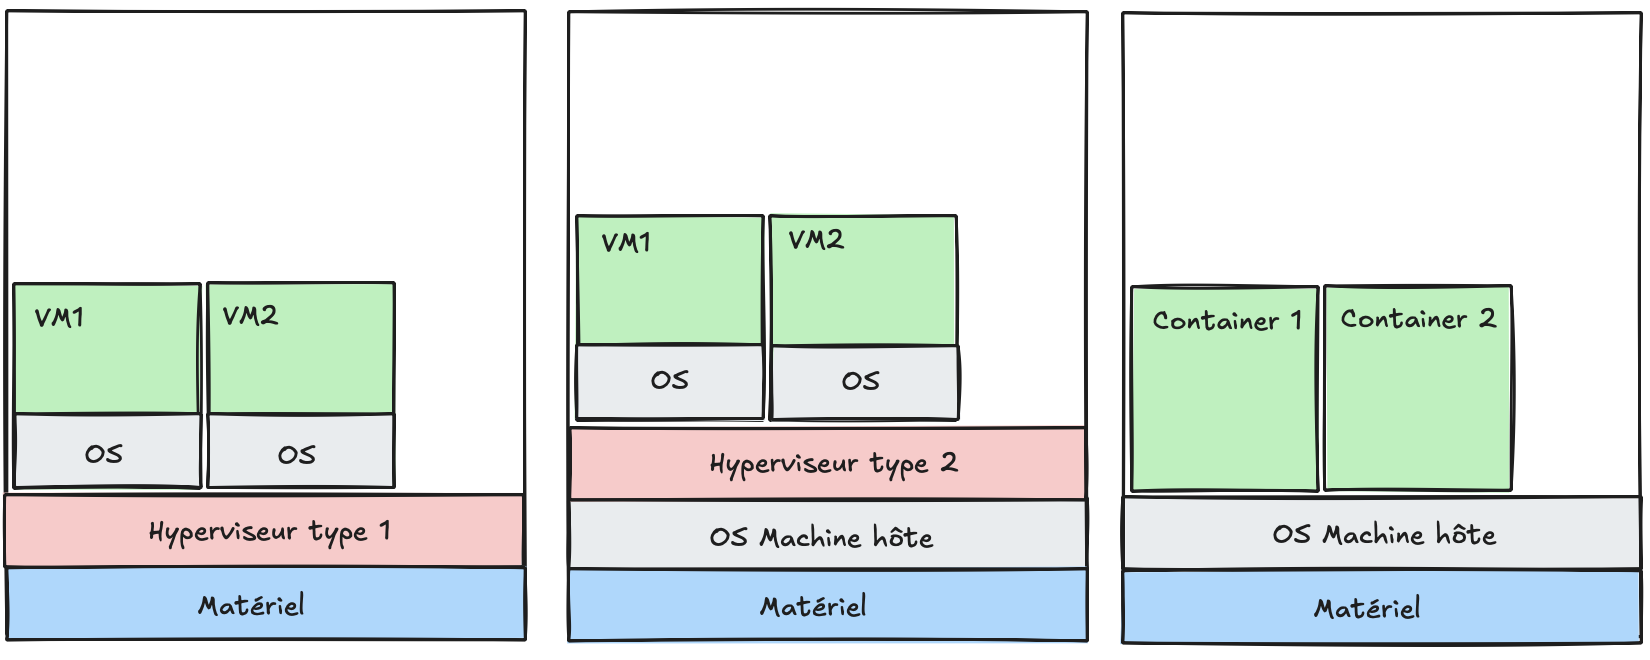 VM1
VM2
OS
OS
Hyperviseur type 1
Matériel
VM1
VM2
OS
OS
Hyperviseur type 2
OS Machine hôte
Matériel
Container 1
Container 2
OS Machine hôte
Matériel